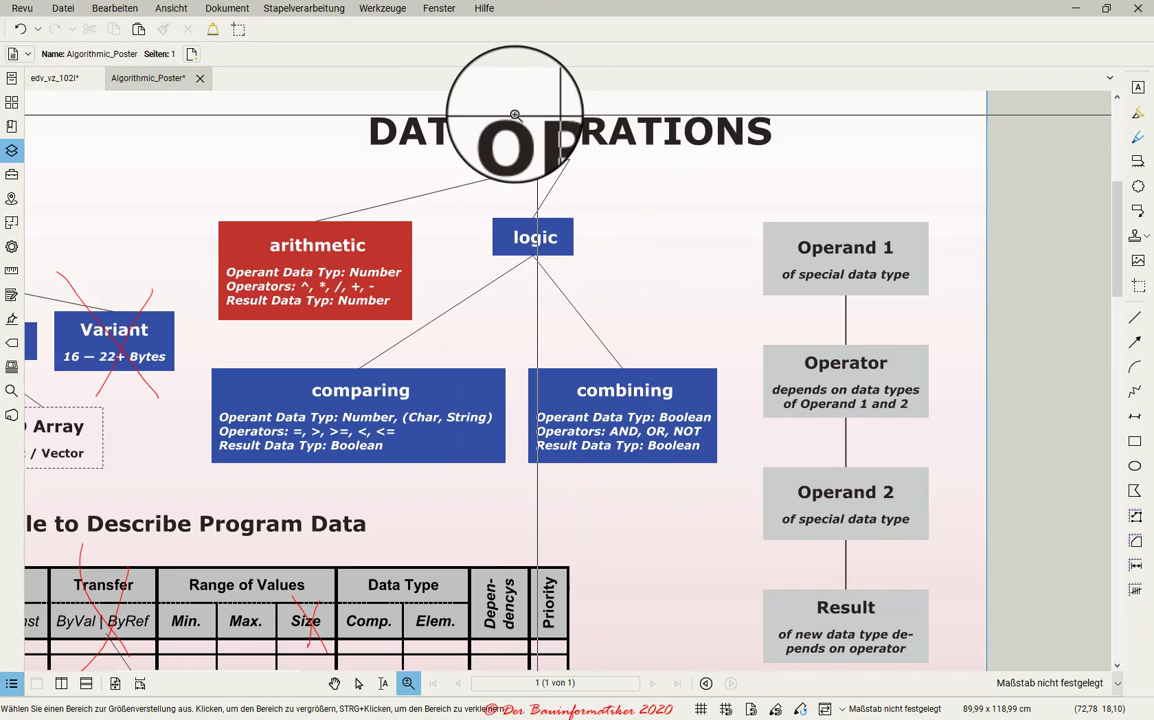 Revu Datei Bearbeiten Ansicht Dokument Stapelverarbeitung Werkzeuge Fenster Hilfe
Name: Algorithmic_Poster Seiten: 1
edv_vz_102l* Algorithmic_Poster*
DAT OP RATIONS
arithmetic
Operant Data Typ: Number
Operators: ^, *, /, +, -
Result Data Typ: Number
logic
Operand 1
of special data type
Variant
16 — 22+ Bytes
Operator
depends on data types
of Operand 1 and 2
comparing
Operant Data Typ: Number, (Char, String)
Operators: =, >, >=, <, <=
Result Data Typ: Boolean
combining
Operant Data Typ: Boolean
Operators: AND, OR, NOT
Result Data Typ: Boolean
Array
/ Vector
Operand 2
of special data type
le to Describe Program Data
Transfer Range of Values Data Type Depen-
dencys Priority
nst ByVal | ByRef Min. Max. Size Comp. Elem.
Result
of new data type de-
pends on operator
1 (1 von 1) Maßstab nicht festgelegt
Wählen Sie einen Bereich zur Größenverstellung aus. Klicken, um den Bereich zu vergrößern, STRG+Klicken, um den Bereich zu verkleinern.
© Der Bauinformatiker 2020
Maßstab nicht festgelegt 89,99 x 118,99 cm (72,78 18,10)